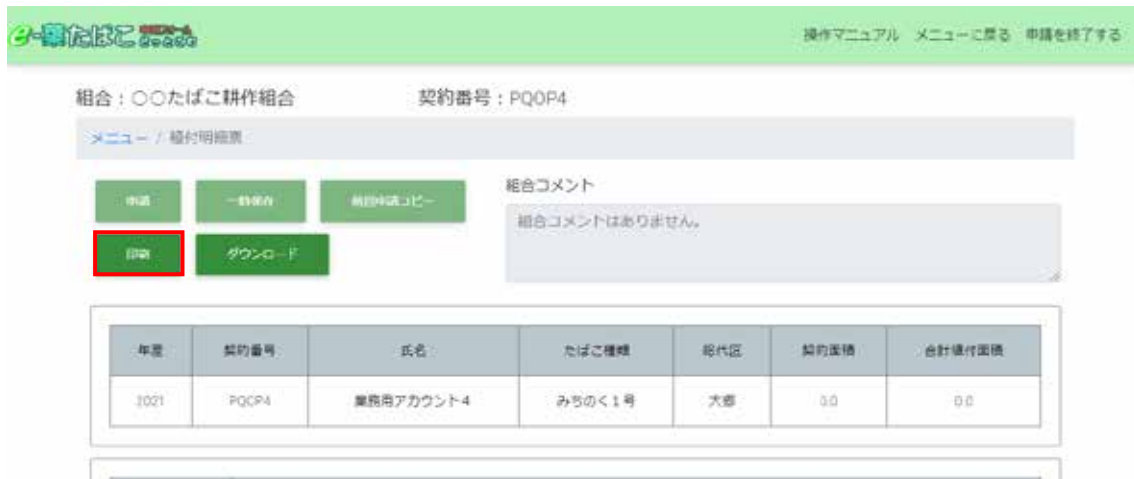 e-葉たばこ
操作マニュアル メニューに戻る 申請を終了する
組合：○○たばこ耕作組合 契約番号：PQ0P4
メニュー / 植付明細票
組合コメント
申請 一時保存 前回申請コピー
組合コメントはありません。
印刷 ダウンロード
年産 契約番号 氏名 たばこ種類 総代区 契約面積 合計植付面積
2021 PQ0P4 業務用アカウント4 みちのく1号 大郷 0.0 0.0